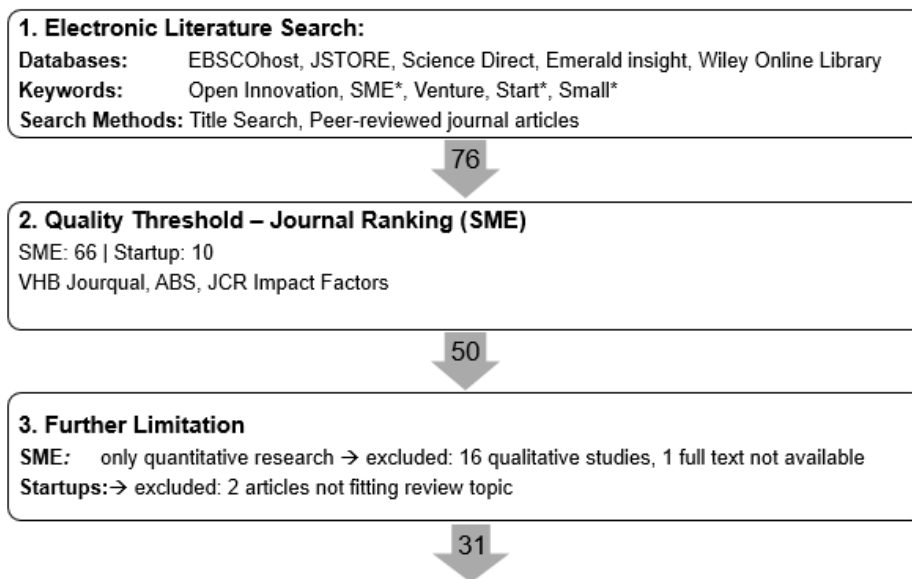 1. Electronic Literature Search:
Databases: EBSCOhost, JSTORE, Science Direct, Emerald insight, Wiley Online Library
Keywords: Open Innovation, SME*, Venture, Start*, Small*
Search Methods: Title Search, Peer-reviewed journal articles
76
2. Quality Threshold – Journal Ranking (SME)
SME: 66 | Startup: 10
VHB Jourqual, ABS, JCR Impact Factors
50
3. Further Limitation
SME: only quantitative research → excluded: 16 qualitative studies, 1 full text not available
Startups:→ excluded: 2 articles not fitting review topic
31